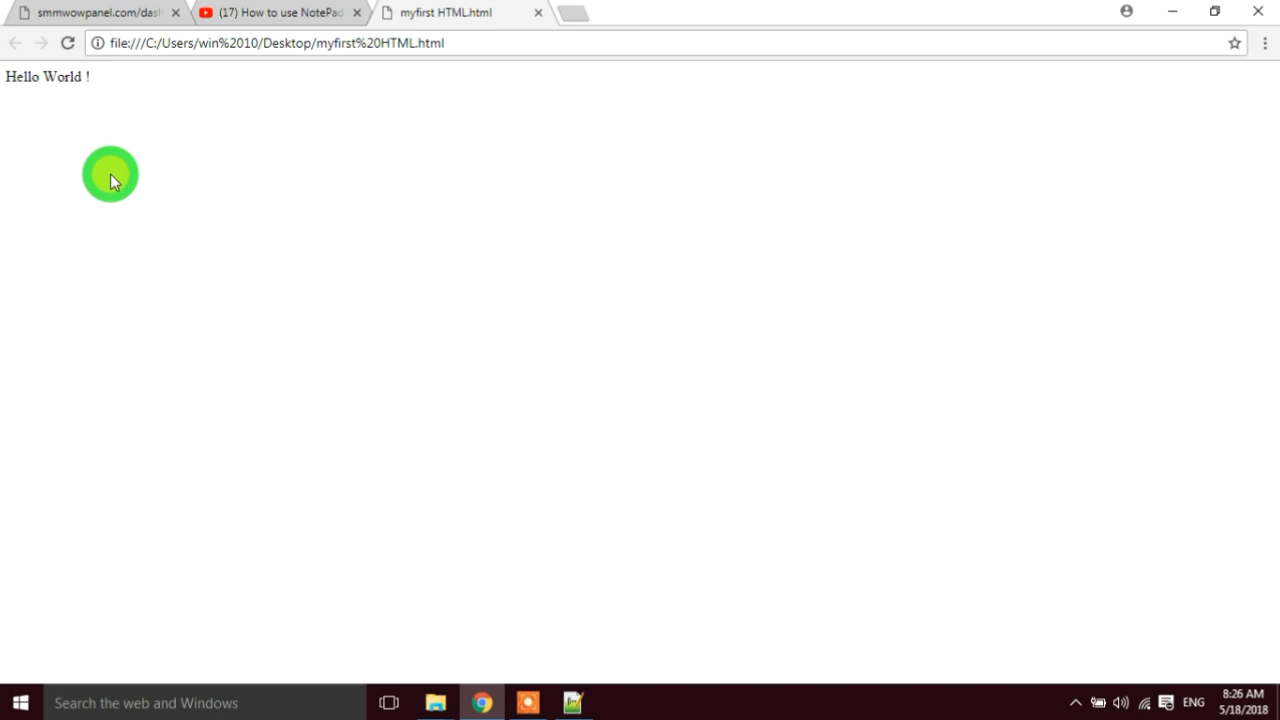 smmwowpanel.com/dash
(17) How to use NotePad
myfirst HTML.html
file:///C:/Users/win%2010/Desktop/myfirst%20HTML.html
Hello World !
Search the web and Windows
ENG
8:26 AM
5/18/2018